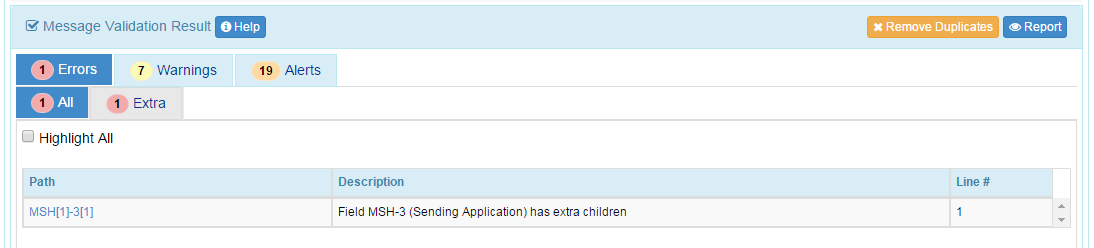 Message Validation Result Help Remove Duplicates Report
1 Errors 7 Warnings 19 Alerts
1 All 1 Extra
Highlight All
Path Description Line #
MSH[1]-3[1] Field MSH-3 (Sending Application) has extra children 1